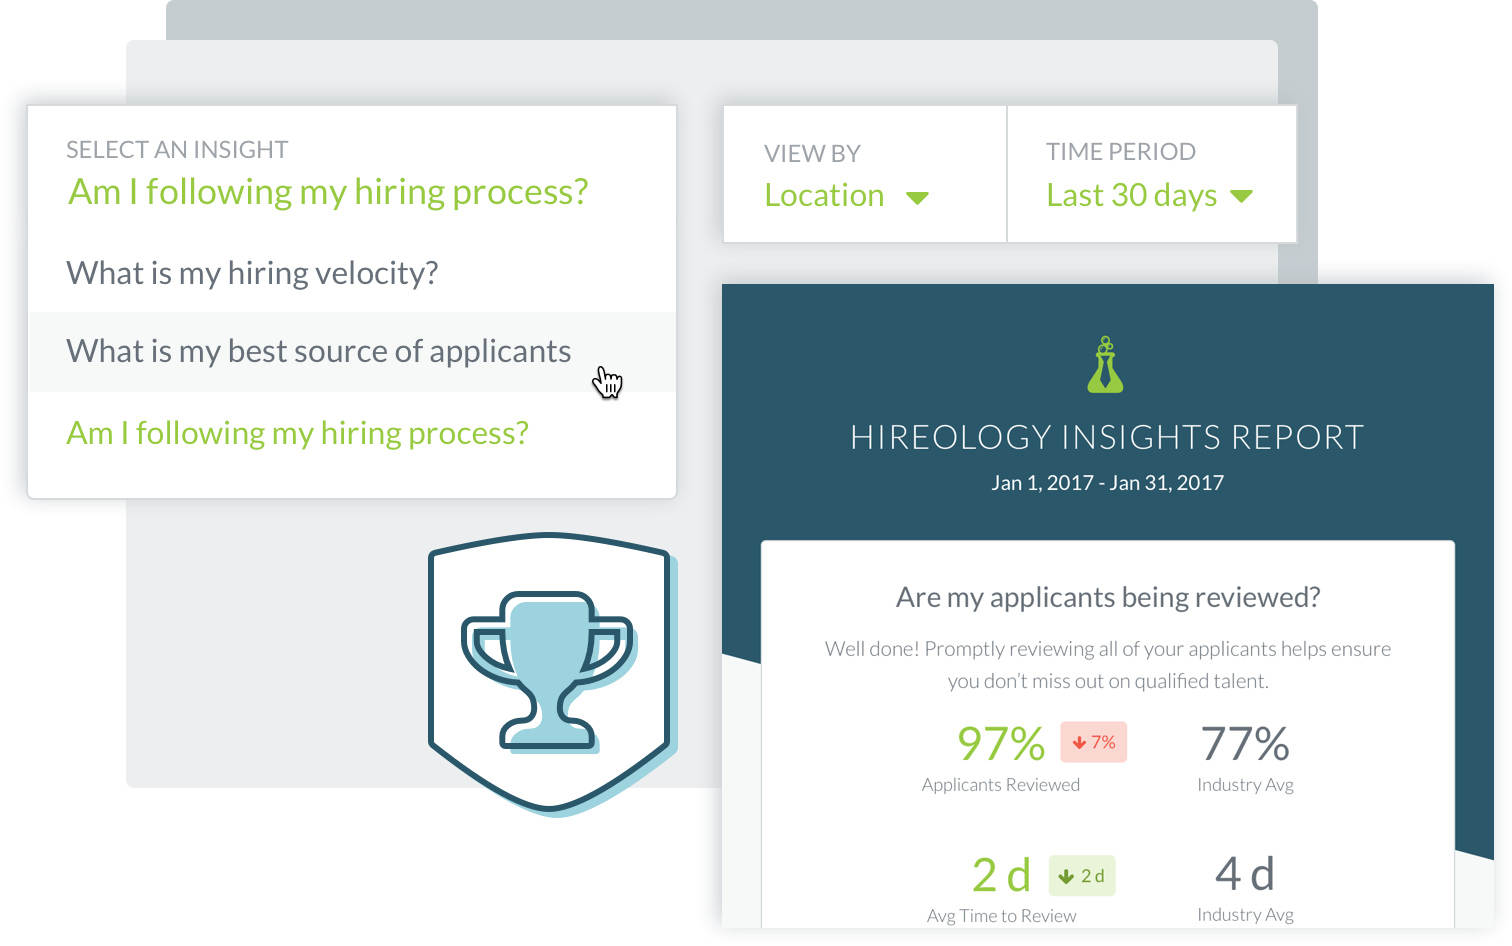 SELECT AN INSIGHT
Am I following my hiring process?
What is my hiring velocity?
What is my best source of applicants
Am I following my hiring process?
VIEW BY
Location
TIME PERIOD
Last 30 days
HIREOLOGY INSIGHTS REPORT
Jan 1, 2017 - Jan 31, 2017
Are my applicants being reviewed?
Well done! Promptly reviewing all of your applicants helps ensure
you don’t miss out on qualified talent.
97% 7% 77%
Applicants Reviewed Industry Avg
2 d 2 d 4 d
Avg Time to Review Industry Avg